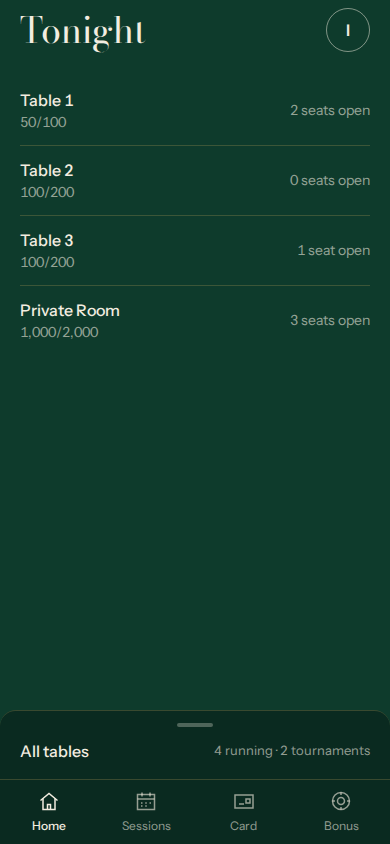 Tonight
I
Table 1
50/100
2 seats open
Table 2
100/200
0 seats open
Table 3
100/200
1 seat open
Private Room
1,000/2,000
3 seats open
All tables
4 running · 2 tournaments
Home
Sessions
Card
Bonus